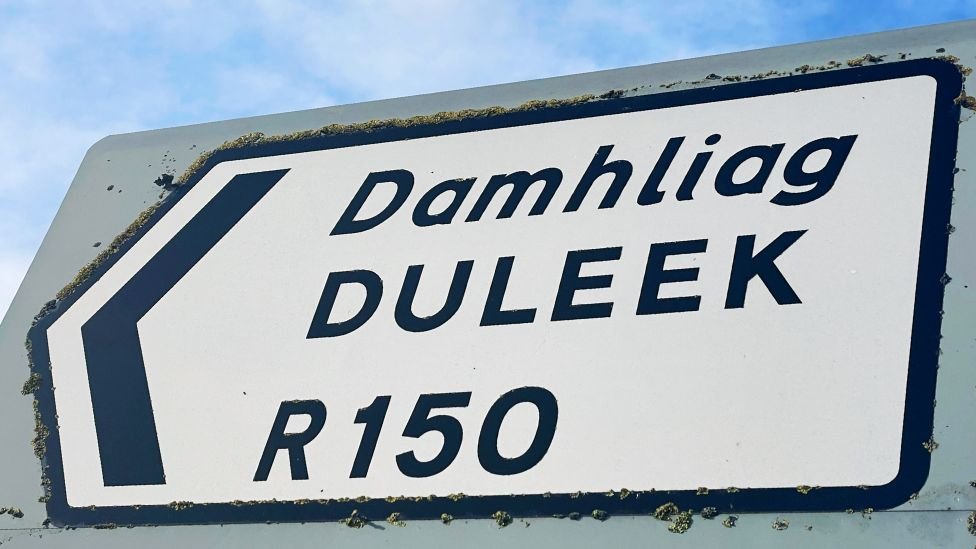 Damhliag
DULEEK
R150